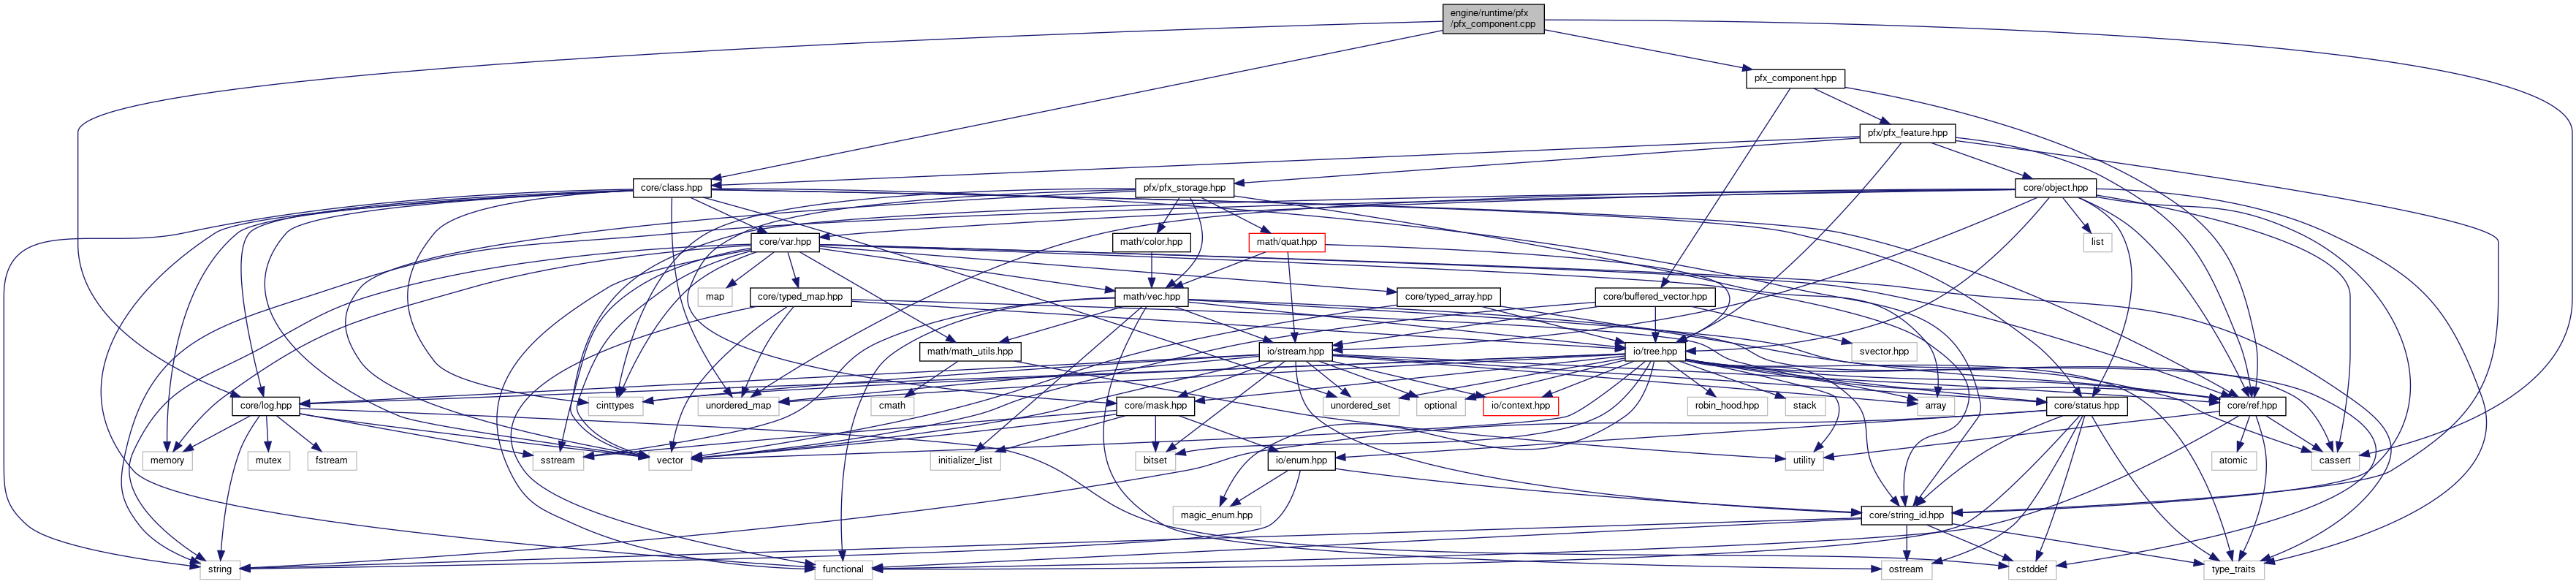 engine/runtime/pfx
/pfx_component.cpp
pfx_component.hpp
pfx/pfx_feature.hpp
core/class.hpp
pfx/pfx_storage.hpp
core/object.hpp
core/var.hpp
math/color.hpp
math/quat.hpp
list
map
core/typed_map.hpp
math/vec.hpp
core/typed_array.hpp
core/buffered_vector.hpp
math/math_utils.hpp
io/stream.hpp
io/tree.hpp
svector.hpp
core/log.hpp
cinttypes
unordered_map
cmath
core/mask.hpp
unordered_set
optional
io/context.hpp
robin_hood.hpp
stack
array
core/status.hpp
core/ref.hpp
memory
mutex
fstream
sstream
vector
initializer_list
bitset
io/enum.hpp
utility
atomic
cassert
magic_enum.hpp
core/string_id.hpp
string
functional
ostream
cstddef
type_traits